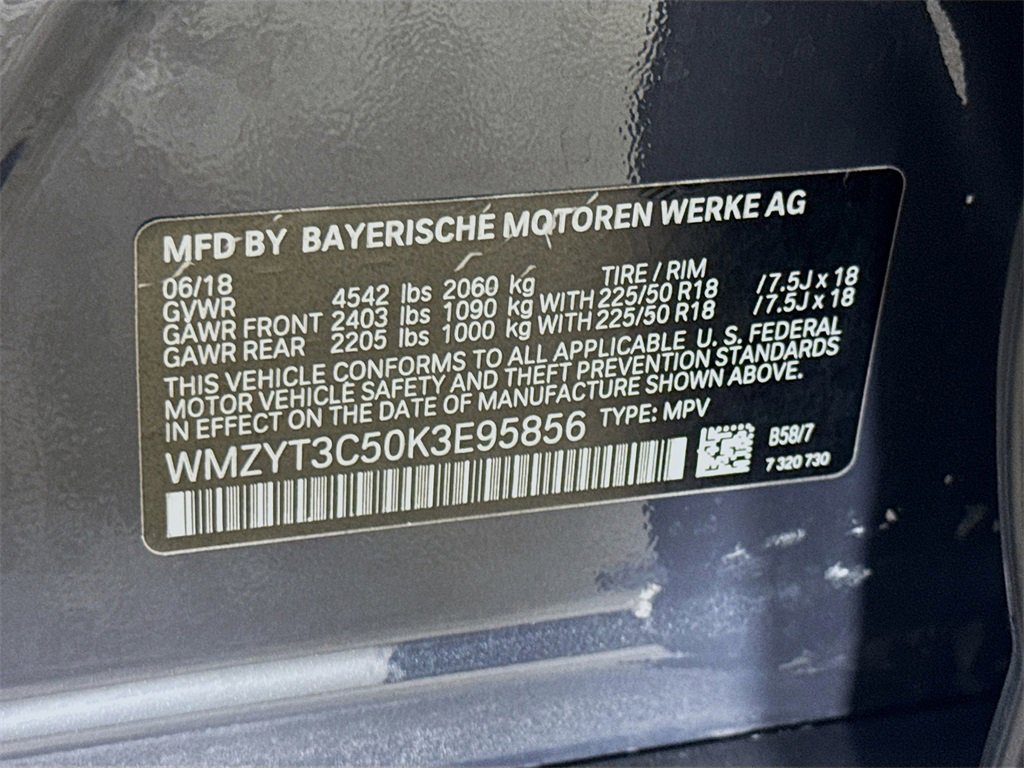 MFD BY BAYERISCHE MOTOREN WERKE AG
06/18 TIRE / RIM
GVWR 4542 lbs 2060 kg
GAWR FRONT 2403 lbs 1090 kg WITH 225/50 R18 / 7.5J x 18
GAWR REAR 2205 lbs 1000 kg WITH 225/50 R18 / 7.5J x 18
THIS VEHICLE CONFORMS TO ALL APPLICABLE U. S. FEDERAL
MOTOR VEHICLE SAFETY AND THEFT PREVENTION STANDARDS
IN EFFECT ON THE DATE OF MANUFACTURE SHOWN ABOVE.
WMZYT3C50K3E95856 TYPE: MPV
B58/7
7 320 730